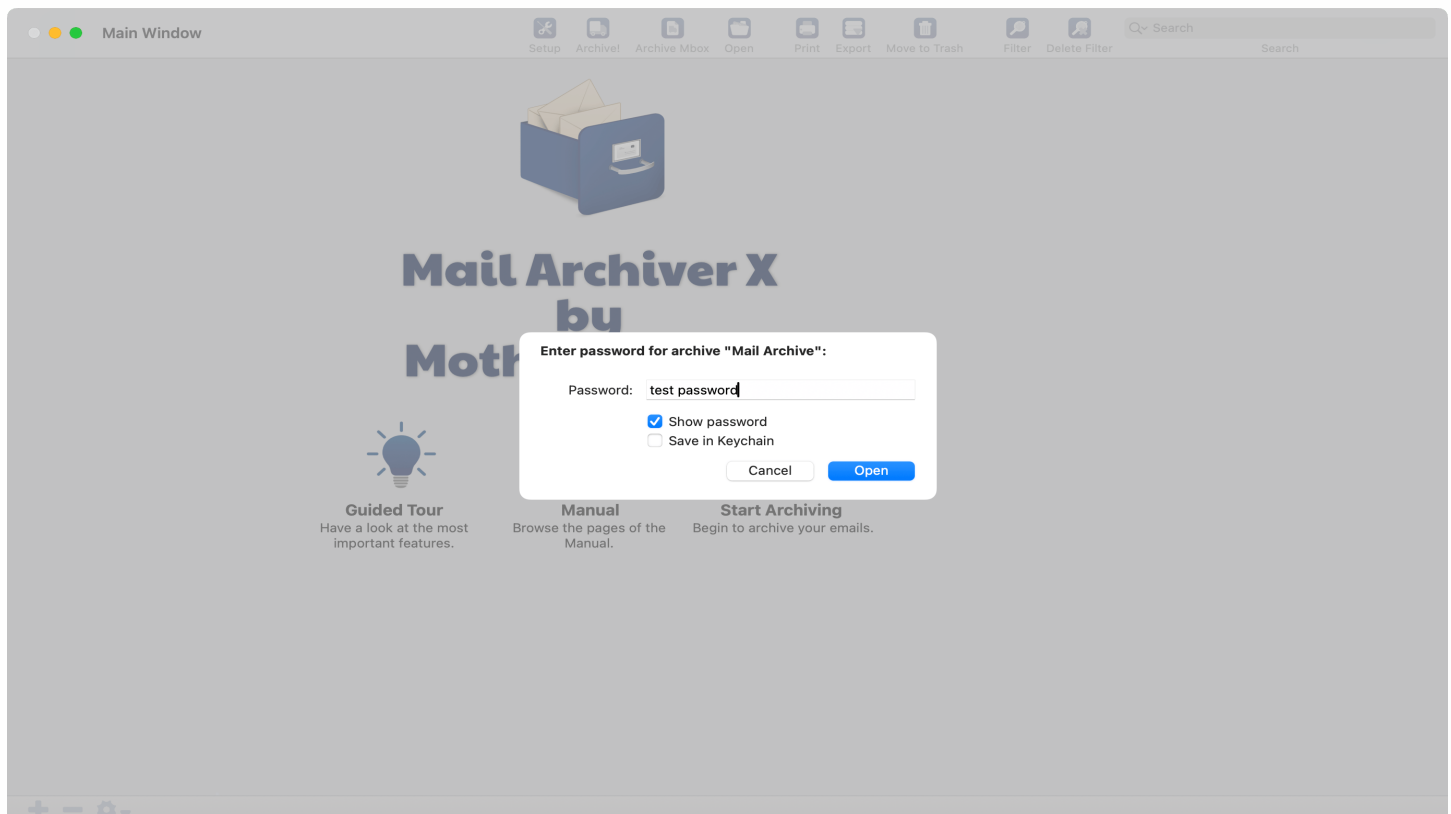 Main Window
Setup
Archive!
Archive Mbox
Open
Print
Export
Move to Trash
Filter
Delete Filter
Search
Search
Mail Archiver X
by
Moth
Enter password for archive "Mail Archive":
Password: test password
Show password
Save in Keychain
Cancel
Open
Guided Tour
Have a look at the most
important features.
Manual
Browse the pages of the
Manual.
Start Archiving
Begin to archive your emails.